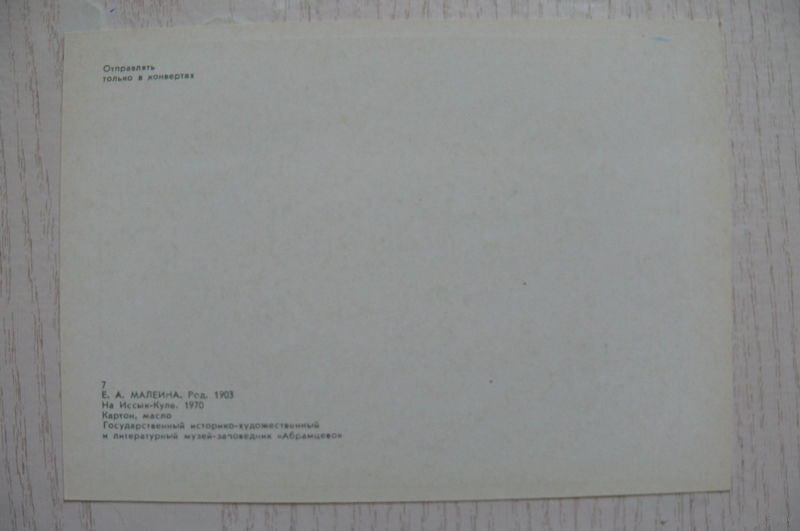 Отправлять
только в конвертах
7
Е. А. МАЛЕИНА. Род. 1903
На Иссык-Куле. 1970
Картон, масло
Государственный историко-художественный
и литературный музей-заповедник «Абрамцево»